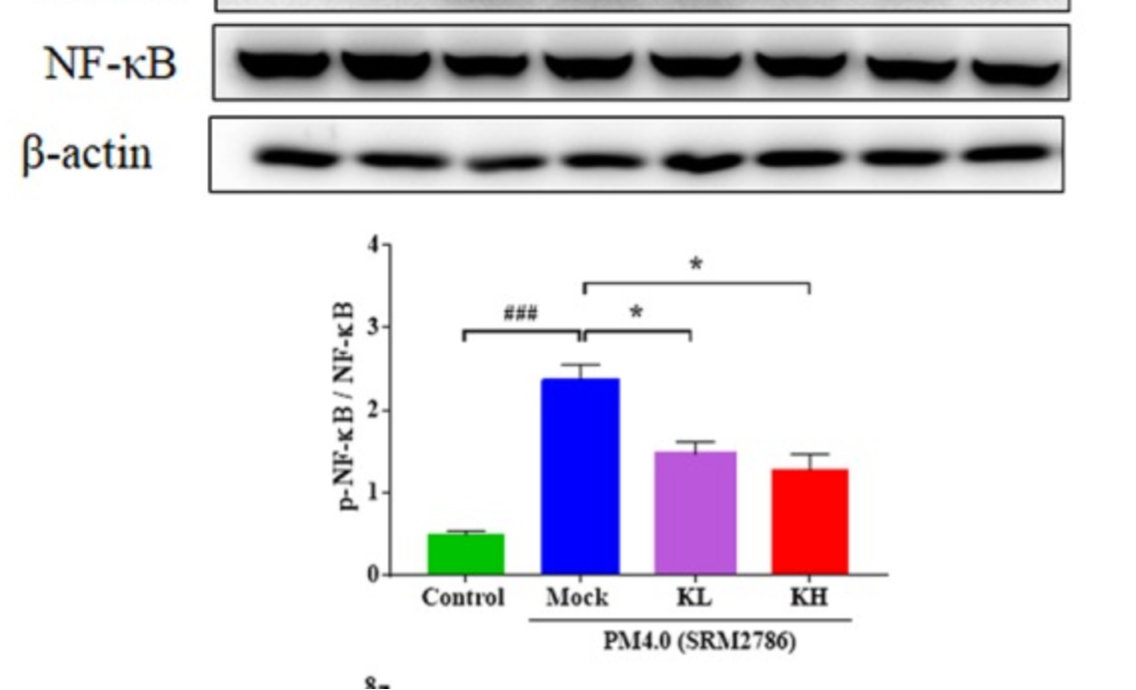 NF-κB
β-actin
4
*
### *
3
p-NF-κB / NF-κB
2
1
0
Control Mock KL KH
PM4.0 (SRM2786)
8